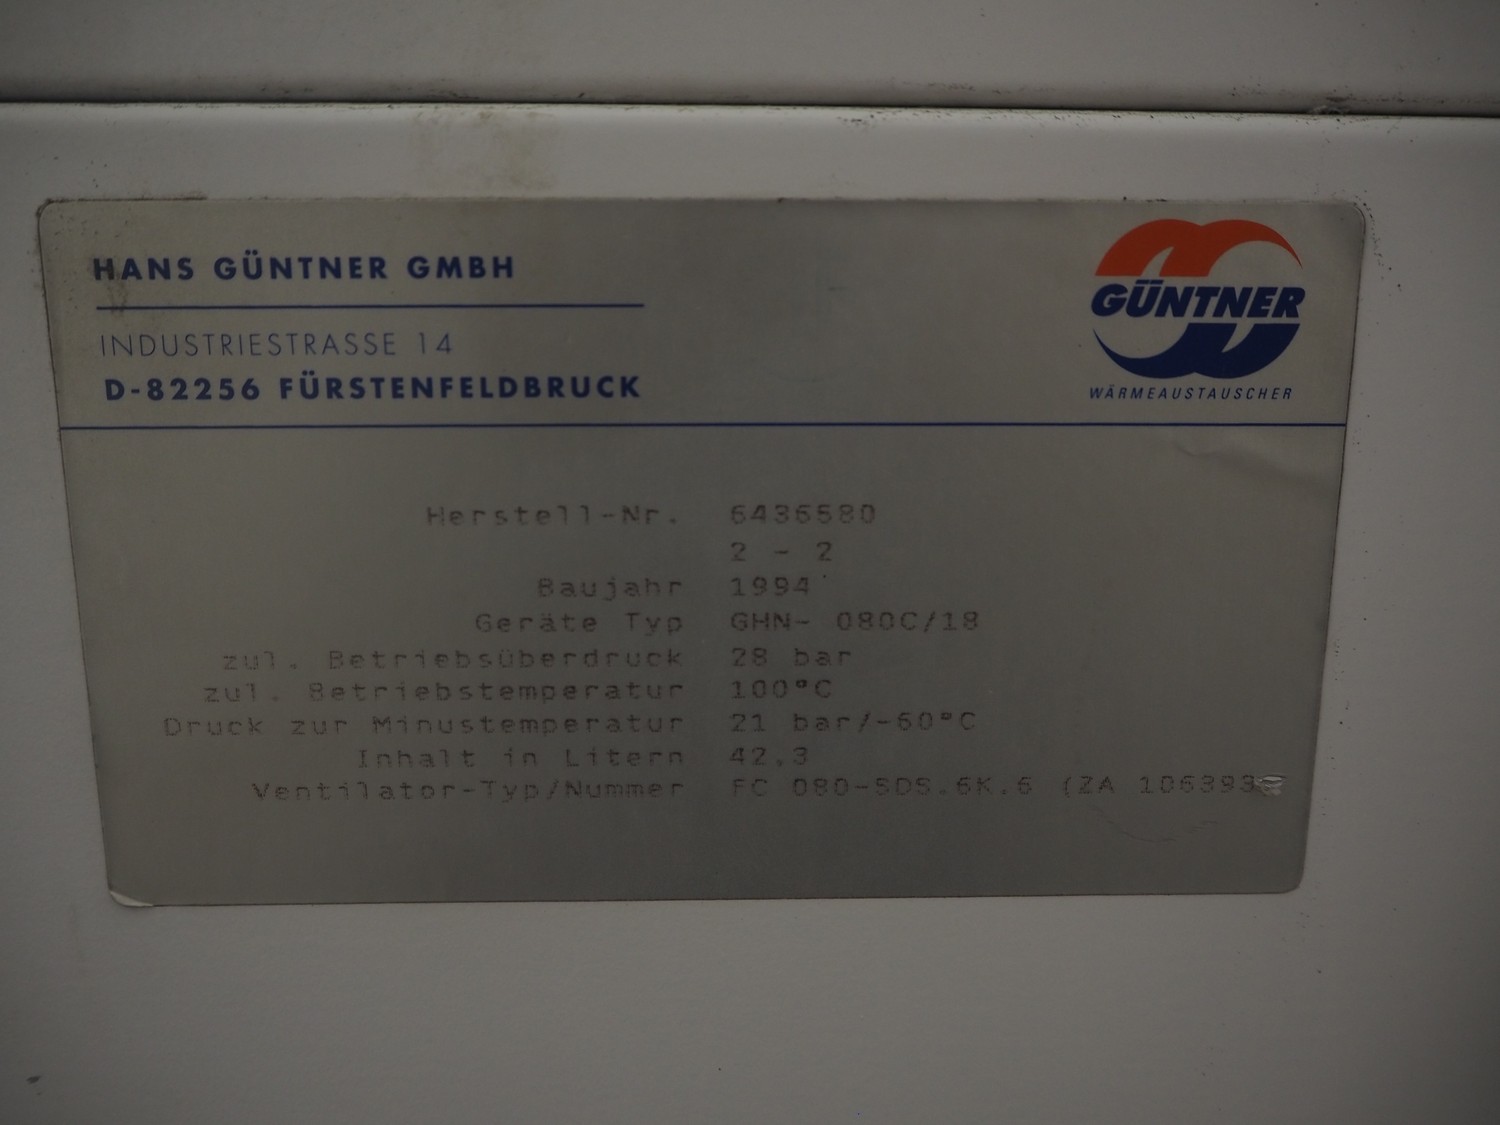 HANS GÜNTNER GMBH
INDUSTRIESTRASSE 14
D-82256 FÜRSTENFELDBRUCK
GÜNTNER
WÄRMEAUSTAUSCHER
Herstell-Nr. 6436580
2 - 2
Baujahr 1994
Geräte Typ GHN- 080C/18
zul. Betriebsüberdruck 28 bar
zul. Betriebstemperatur 100°C
Druck zur Minustemperatur 21 bar/-60°C
Inhalt in Litern 42,3
Ventilator-Typ/Nummer FC 080-SDS.6K.6 (ZA